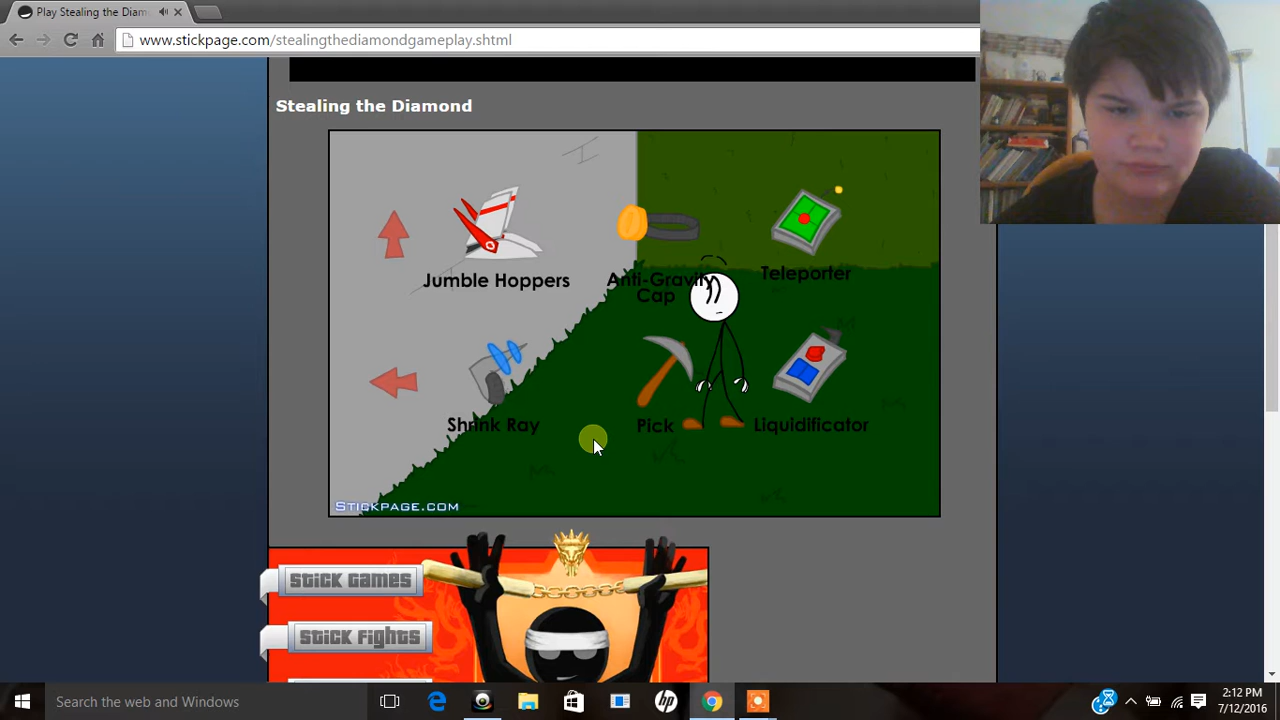 Play Stealing the Diam
www.stickpage.com/stealingthediamondgameplay.shtml
Stealing the Diamond
Jumble Hoppers
Anti-Gravity
Cap
Teleporter
Shrink Ray
Pick
Liquidificator
STICKPAGE.COM
STICK GAMES
STICK FIGHTS
Search the web and Windows
hp
2:12 PM
7/12/2016